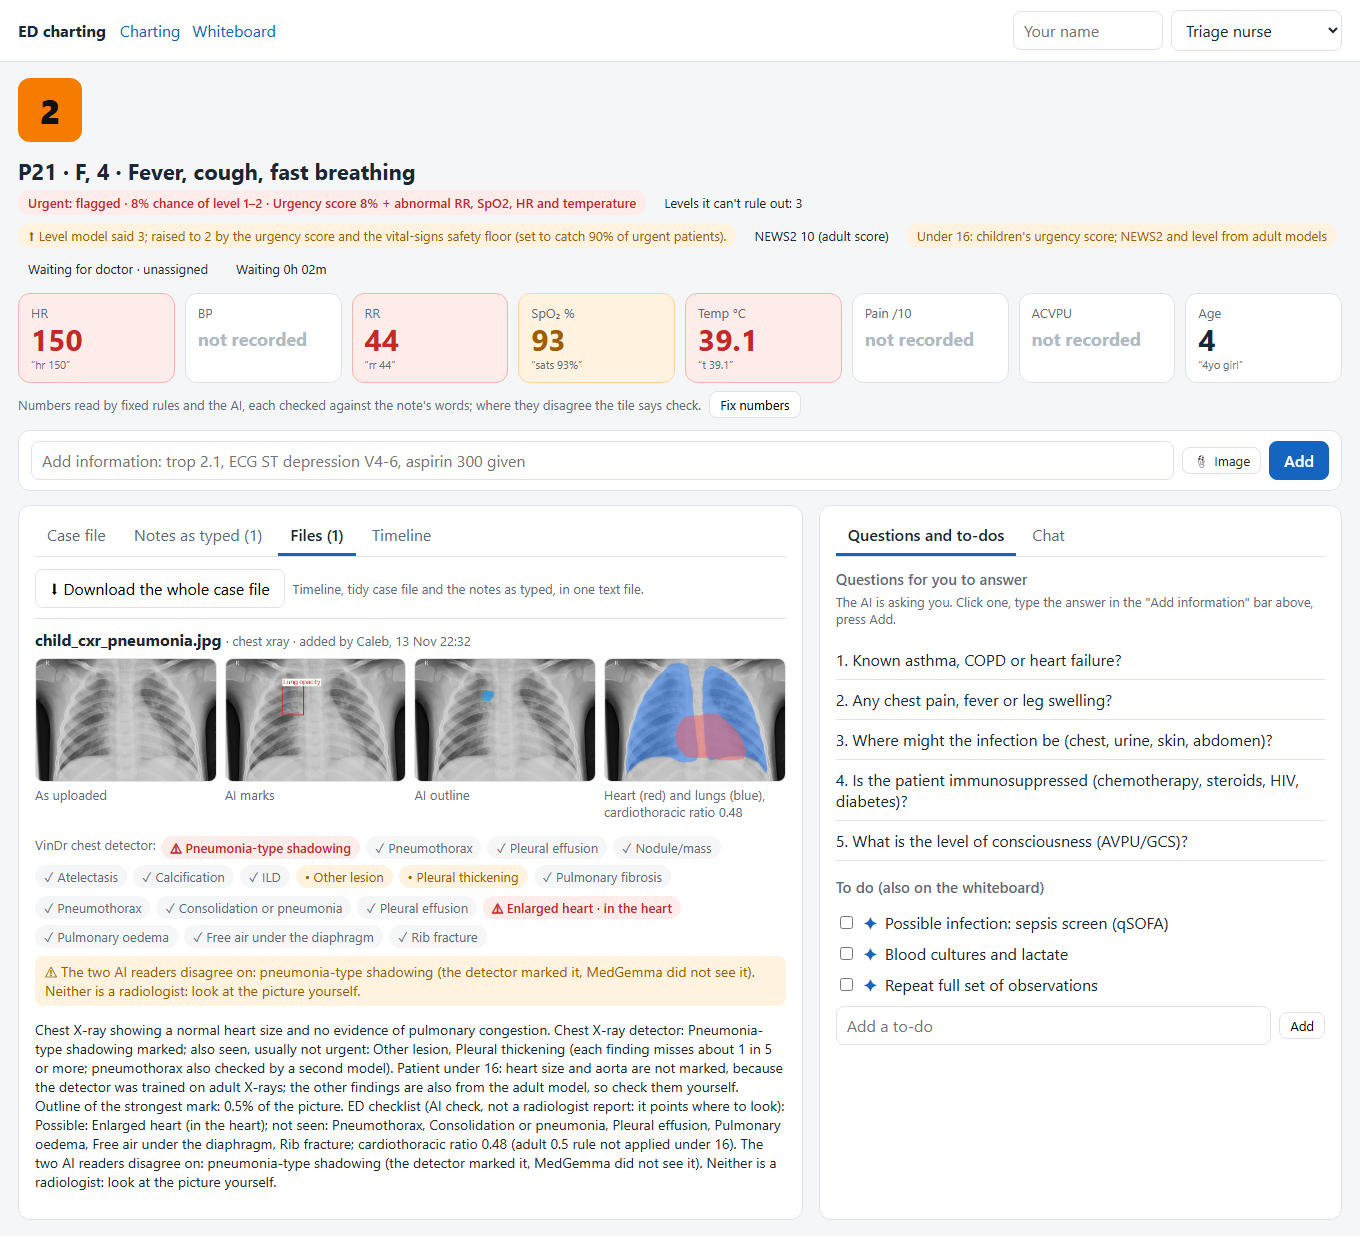 ED charting Charting Whiteboard Your name Triage nurse
2
P21 · F, 4 · Fever, cough, fast breathing
Urgent: flagged · 8% chance of level 1–2 · Urgency score 8% + abnormal RR, SpO2, HR and temperature Levels it can't rule out: 3
⬆ Level model said 3; raised to 2 by the urgency score and the vital-signs safety floor (set to catch 90% of urgent patients). NEWS2 10 (adult score) Under 16: children's urgency score; NEWS2 and level from adult models
Waiting for doctor · unassigned Waiting 0h 02m
HR BP RR SpO₂ % Temp °C Pain /10 ACVPU Age
150 not recorded 44 93 39.1 not recorded not recorded 4
"hr 150" "rr 44" "sats 93%" "t 39.1" "4yo girl"
Numbers read by fixed rules and the AI, each checked against the note's words; where they disagree the tile says check. Fix numbers
Add information: trop 2.1, ECG ST depression V4-6, aspirin 300 given Image Add
Case file Notes as typed (1) Files (1) Timeline
⬇ Download the whole case file Timeline, tidy case file and the notes as typed, in one text file.
child_cxr_pneumonia.jpg · chest xray · added by Caleb, 13 Nov 22:32
Lung opacity
As uploaded AI marks AI outline Heart (red) and lungs (blue),
cardiothoracic ratio 0.48
VinDr chest detector: ⚠ Pneumonia-type shadowing ✓ Pneumothorax ✓ Pleural effusion ✓ Nodule/mass
✓ Atelectasis ✓ Calcification ✓ ILD • Other lesion • Pleural thickening ✓ Pulmonary fibrosis
✓ Pneumothorax ✓ Consolidation or pneumonia ✓ Pleural effusion ⚠ Enlarged heart · in the heart
✓ Pulmonary oedema ✓ Free air under the diaphragm ✓ Rib fracture
⚠ The two AI readers disagree on: pneumonia-type shadowing (the detector marked it, MedGemma did not see it).
Neither is a radiologist: look at the picture yourself.
Chest X-ray showing a normal heart size and no evidence of pulmonary congestion. Chest X-ray detector: Pneumonia-
type shadowing marked; also seen, usually not urgent: Other lesion, Pleural thickening (each finding misses about 1 in 5
or more; pneumothorax also checked by a second model). Patient under 16: heart size and aorta are not marked, because
the detector was trained on adult X-rays; the other findings are also from the adult model, so check them yourself.
Outline of the strongest mark: 0.5% of the picture. ED checklist (AI check, not a radiologist report: it points where to look):
Possible: Enlarged heart (in the heart); not seen: Pneumothorax, Consolidation or pneumonia, Pleural effusion, Pulmonary
oedema, Free air under the diaphragm, Rib fracture; cardiothoracic ratio 0.48 (adult 0.5 rule not applied under 16). The
two AI readers disagree on: pneumonia-type shadowing (the detector marked it, MedGemma did not see it). Neither is a
radiologist: look at the picture yourself.
Questions and to-dos Chat
Questions for you to answer
The AI is asking you. Click one, type the answer in the "Add information" bar above,
press Add.
1. Known asthma, COPD or heart failure?
2. Any chest pain, fever or leg swelling?
3. Where might the infection be (chest, urine, skin, abdomen)?
4. Is the patient immunosuppressed (chemotherapy, steroids, HIV,
diabetes)?
5. What is the level of consciousness (AVPU/GCS)?
To do (also on the whiteboard)
✦ Possible infection: sepsis screen (qSOFA)
✦ Blood cultures and lactate
✦ Repeat full set of observations
Add a to-do Add